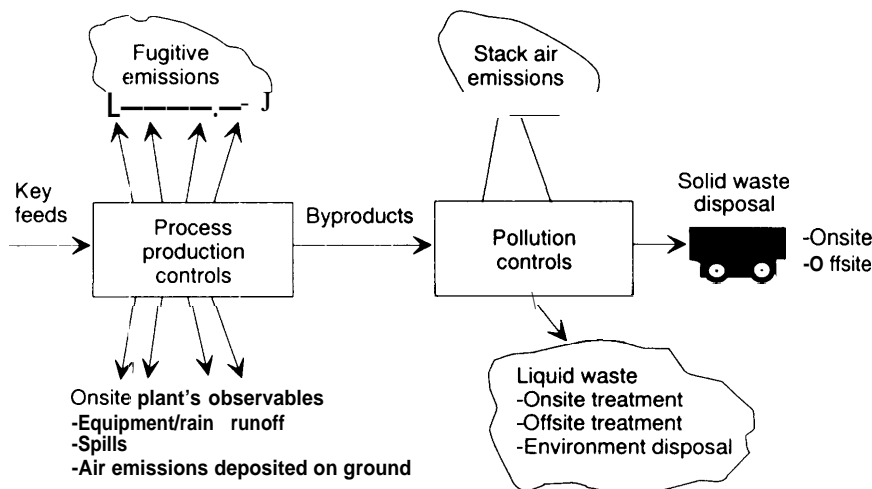 Fugitive
emissions
Stack air
emissions
Key
feeds
Process
production
controls
Byproducts
Pollution
controls
Solid waste
disposal
-Onsite
-O ffsite
Onsite plant's observables
-Equipment/rain runoff
-Spills
-Air emissions deposited on ground
Liquid waste
-Onsite treatment
-Offsite treatment
-Environment disposal